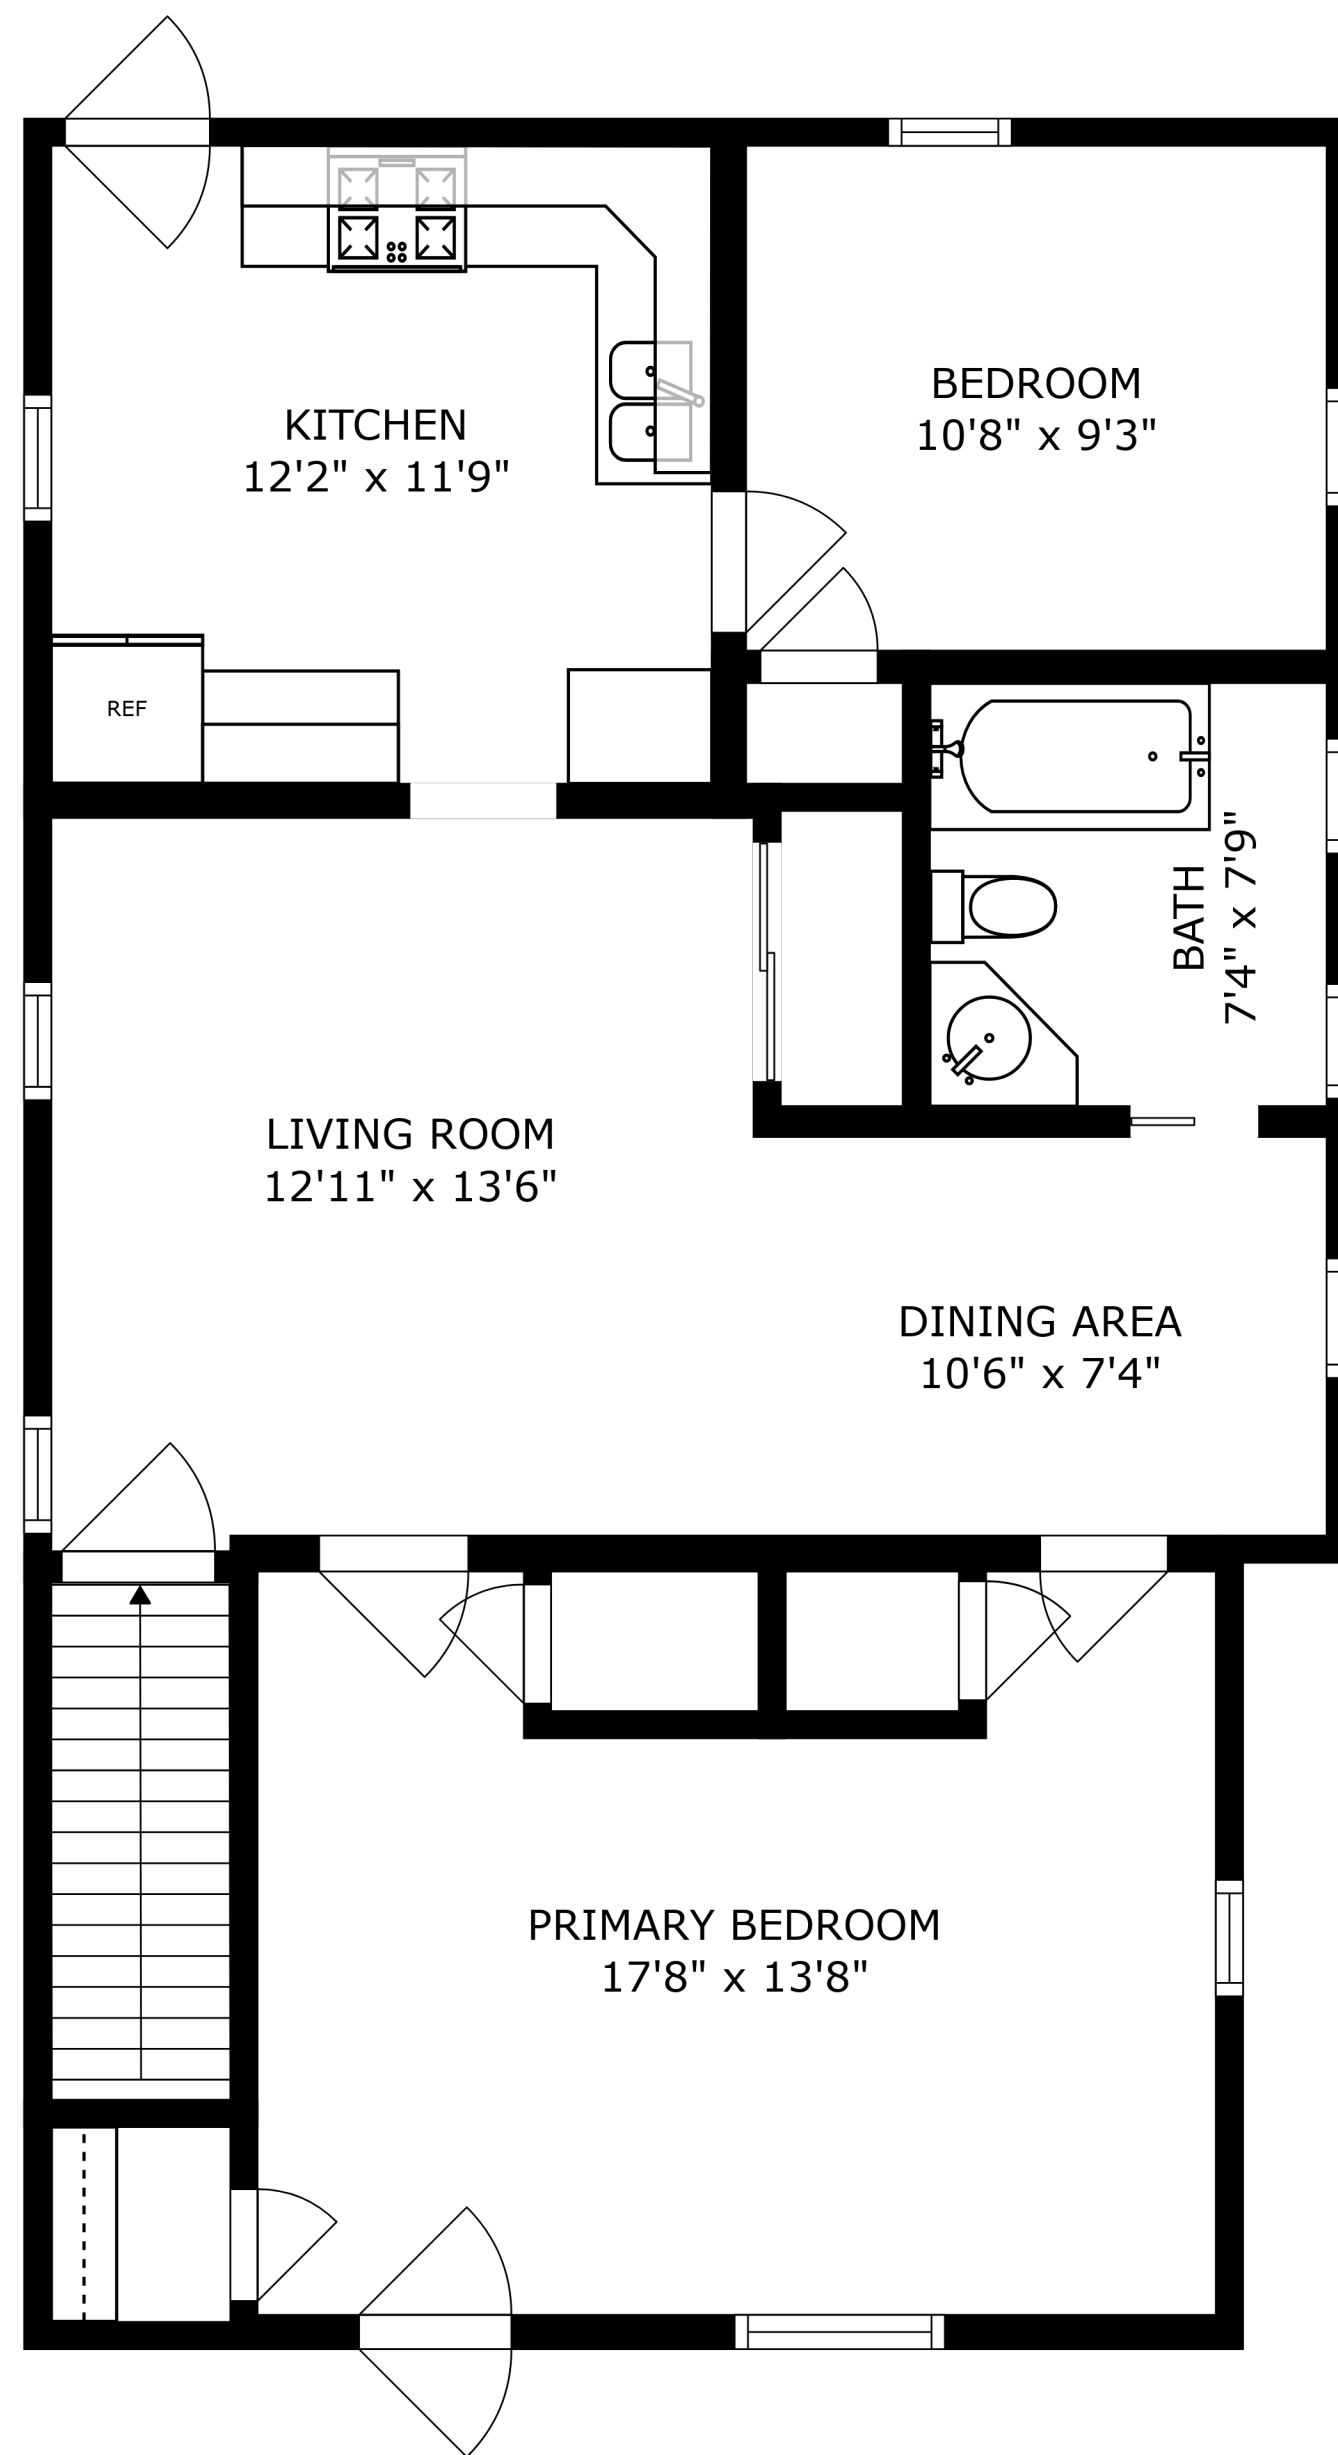 KITCHEN
12'2" x 11'9"
BEDROOM
10'8" x 9'3"
REF
BATH
7'4" x 7'9"
LIVING ROOM
12'11" x 13'6"
DINING AREA
10'6" x 7'4"
PRIMARY BEDROOM
17'8" x 13'8"